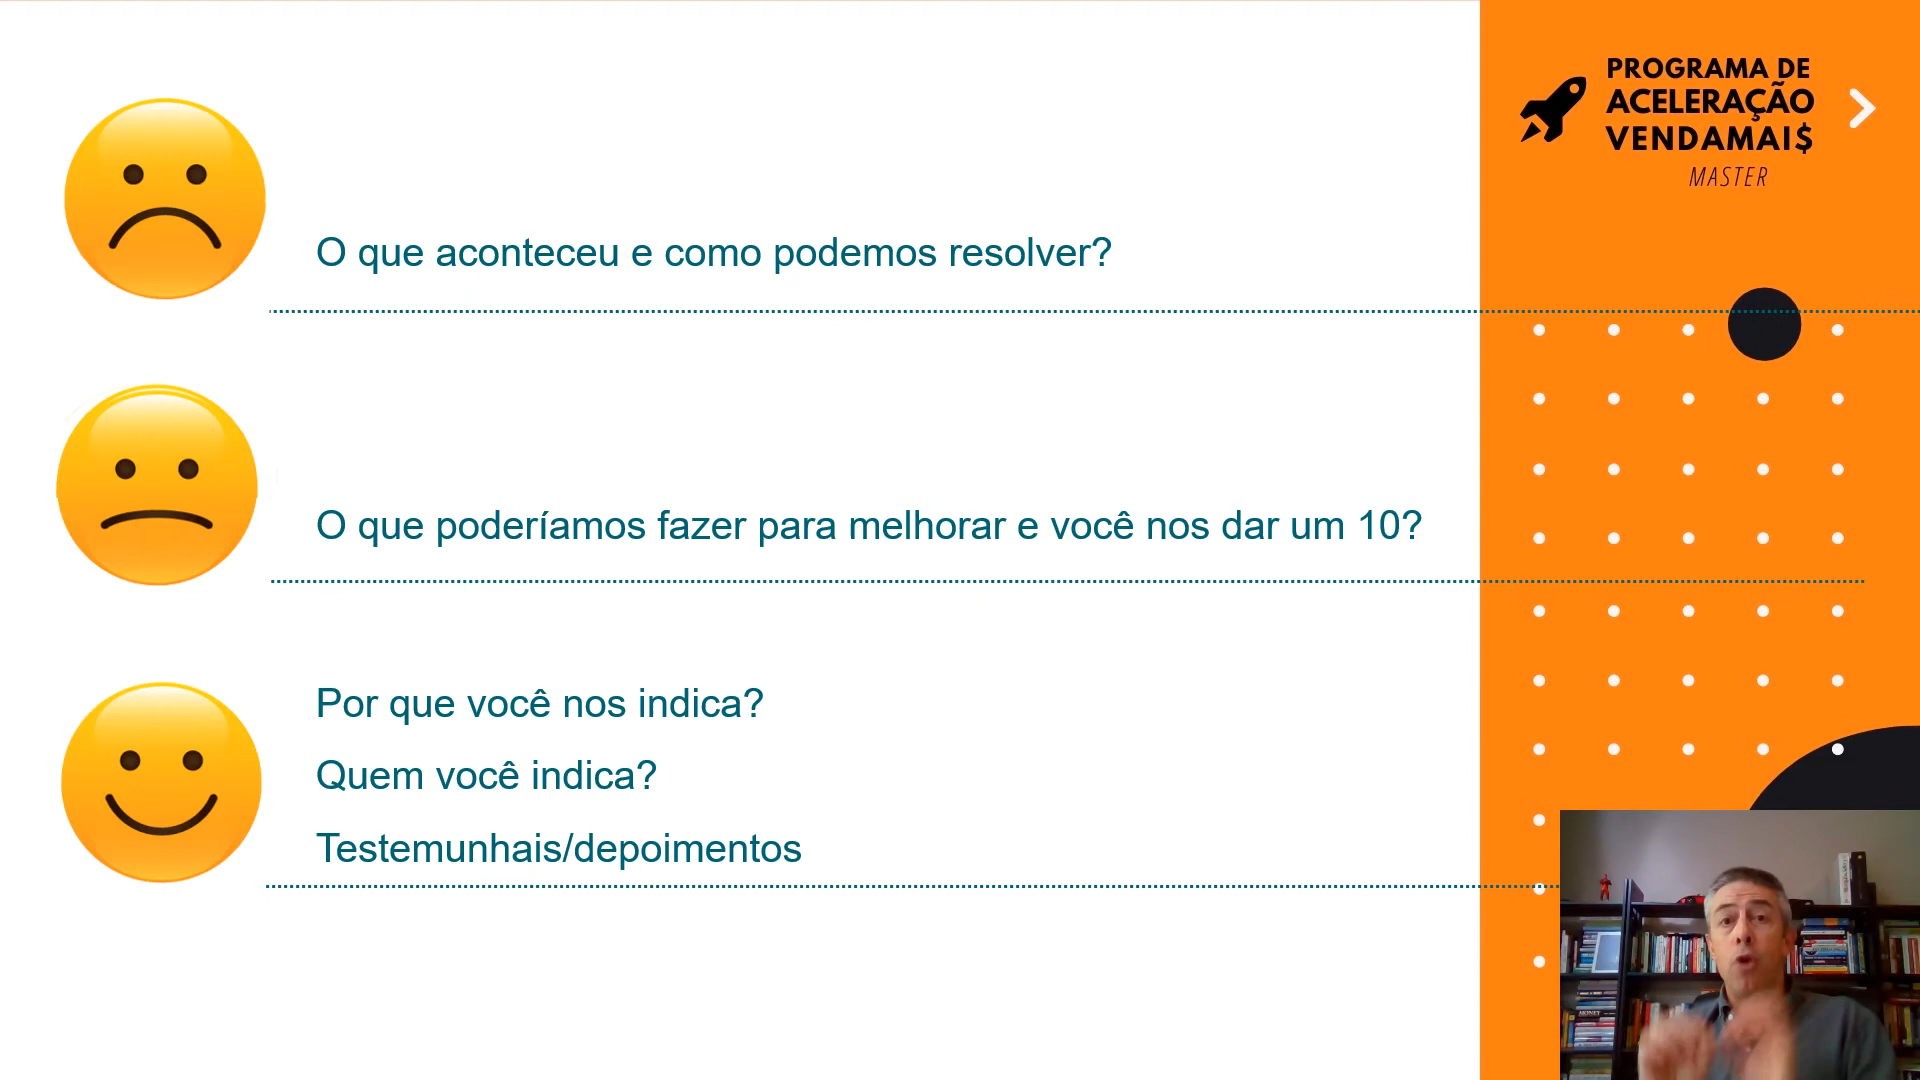 PROGRAMA DE
ACELERAÇÃO
VENDAMAI$
MASTER
O que aconteceu e como podemos resolver?
O que poderíamos fazer para melhorar e você nos dar um 10?
Por que você nos indica?
Quem você indica?
Testemunhais/depoimentos
MONEY